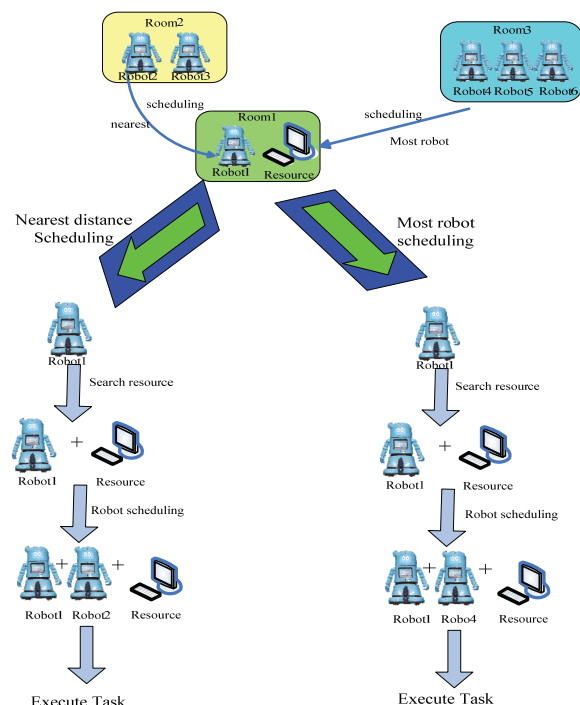 Room2
Robot2 Robot3
Room3
Robot4 Robot5 Robot6
scheduling
nearest
scheduling
Most robot
Room1
Robot1 Resource
Nearest distance
Scheduling
Most robot
scheduling
Robot1
Search resource
+
Robot1 Resource
Robot scheduling
+ +
Robot1 Robot2 Resource
Execute Task
Robot1
Search resource
+
Robot1 Resource
Robot scheduling
+ +
Robot1 Robo4 Resource
Execute Task